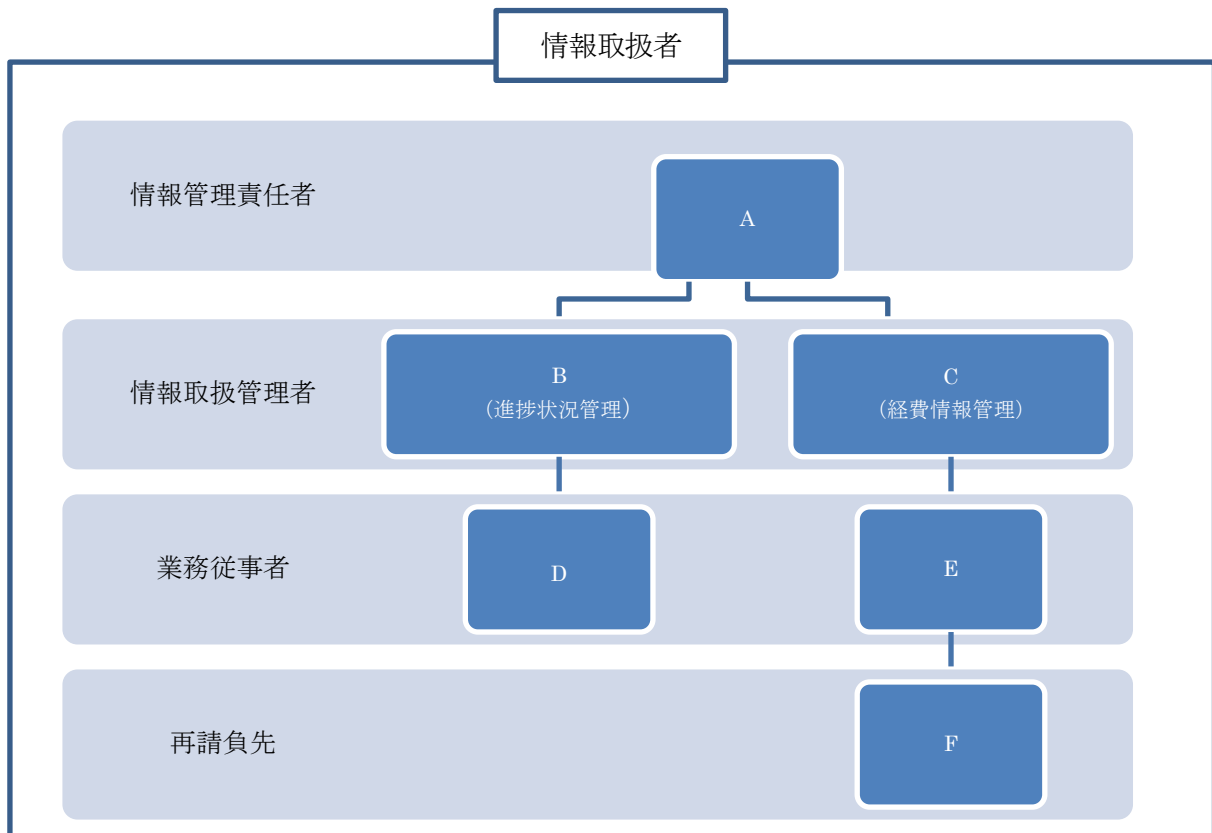 情報取扱者
情報管理責任者
A
情報取扱管理者
B
（進捗状況管理）
C
（経費情報管理）
業務従事者
D
E
再請負先
F